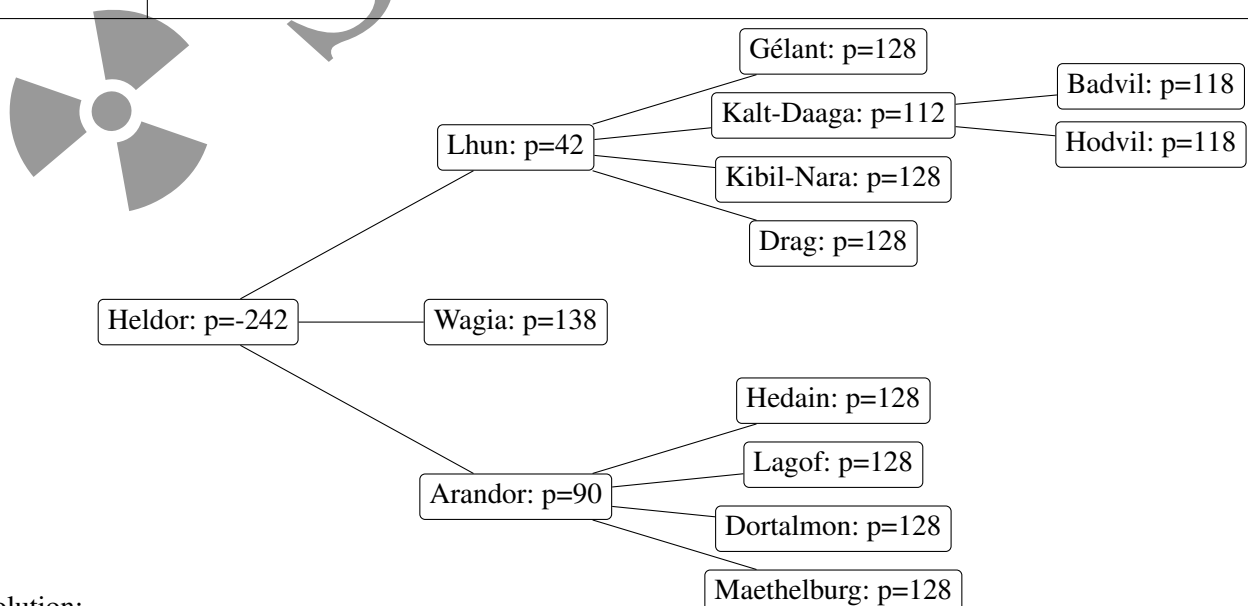 Gélant: p=128
Badvil: p=118
Kalt-Daaga: p=112
Lhun: p=42
Hodvil: p=118
Kibil-Nara: p=128
Drag: p=128
Heldor: p=-242
Wagia: p=138
Hedain: p=128
Lagof: p=128
Arandor: p=90
Dortalmon: p=128
Maethelburg: p=128